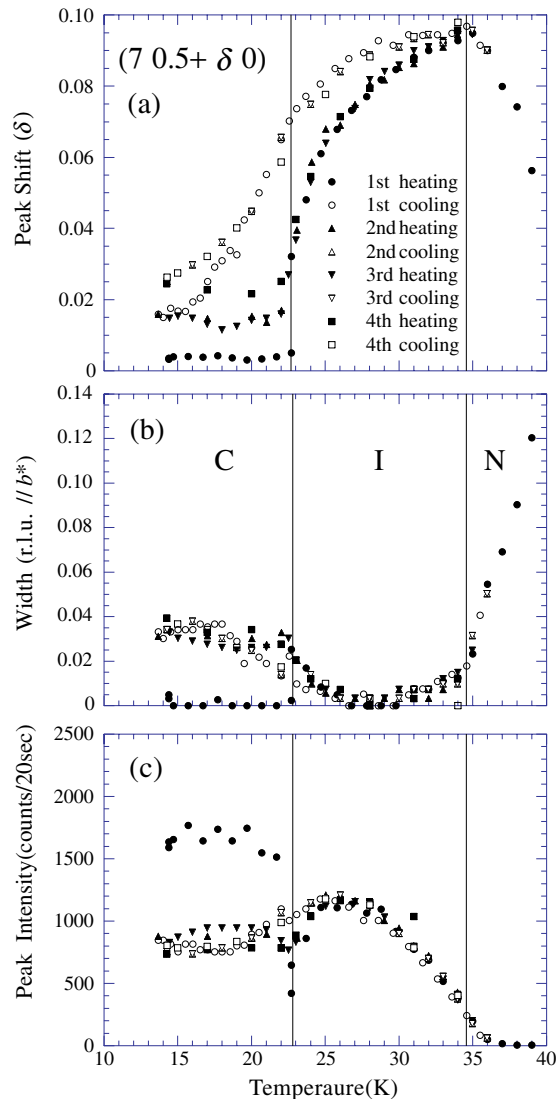 0.10
(7 0.5+ δ 0)
(a)
0.08
0.06
0.04
0.02
0
Peak Shift (δ)
1st heating
1st cooling
2nd heating
2nd cooling
3rd heating
3rd cooling
4th heating
4th cooling
0.14
(b)
0.12
C
I
N
0.10
0.08
0.06
0.04
0.02
0
Width (r.l.u. // b*)
2500
(c)
2000
1500
1000
500
0
Peak Intensity(counts/20sec)
10 15 20 25 30 35 40
Temperaure(K)